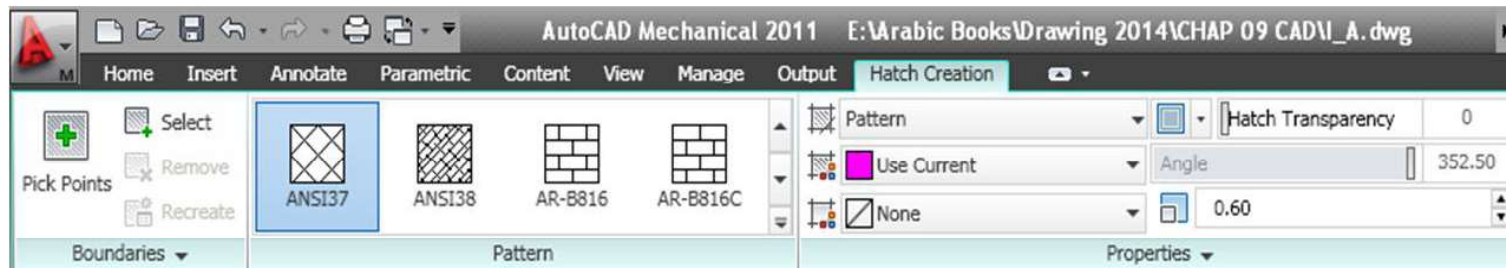 AutoCAD Mechanical 2011 E:\Arabic Books\Drawing 2014\CHAP 09 CAD\I_A.dwg
M Home Insert Annotate Parametric Content View Manage Output Hatch Creation
Pick Points
Select
Remove
Recreate
Boundaries
ANSI37 ANSI38 AR-B816 AR-B816C
Pattern
Pattern Hatch Transparency 0
Use Current Angle 352.50
None 0.60
Properties